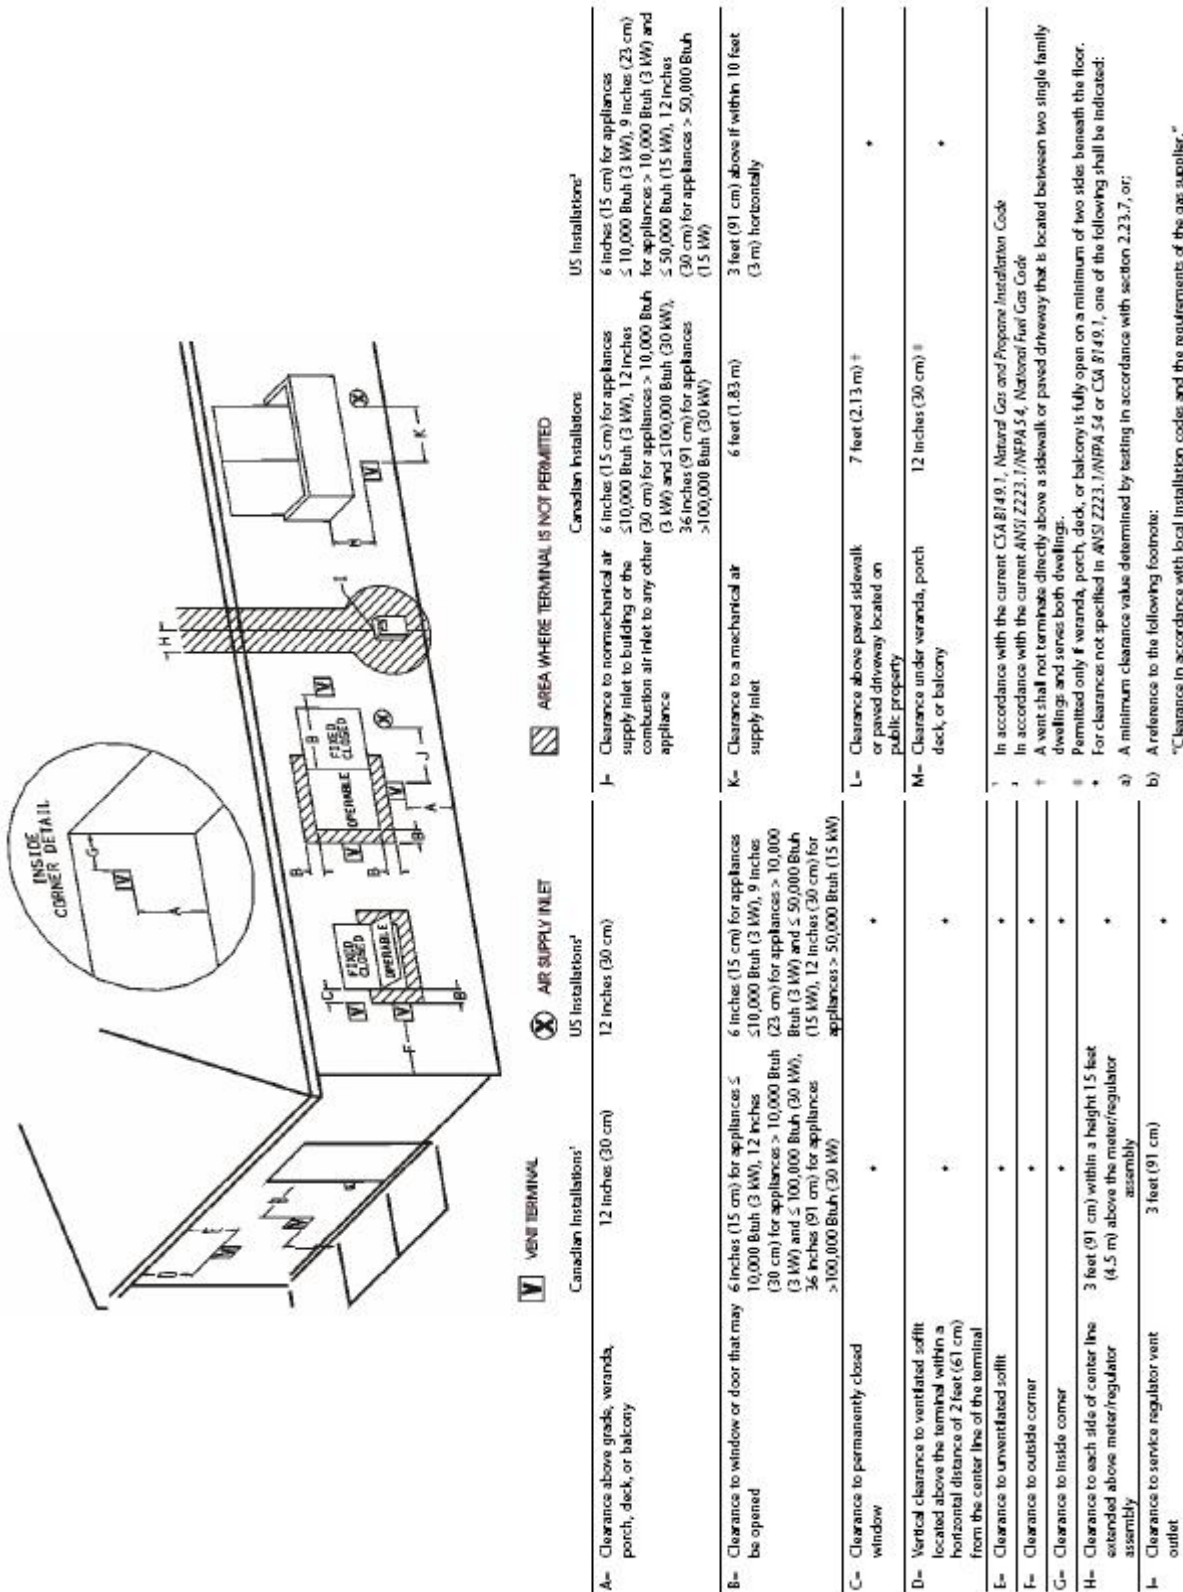 INSIDE
CORNER DETAIL
G
V
A
D
E
V
B
V
C
V
FIXED
CLOSED
OPERABLE
V
B
F
B
V
B
B
FIXED
CLOSED
OPERABLE
V
V
J
A
B
X
H
I
M
V
K
X
V VENT TERMINAL
X AIR SUPPLY INLET
AREA WHERE TERMINAL IS NOT PERMITTED
Canadian Installations¹
US Installations²
A= Clearance above grade, veranda,
porch, deck, or balcony
12 inches (30 cm)
12 inches (30 cm)
B= Clearance to window or door that may
be opened
6 inches (15 cm) for appliances ≤
10,000 Btuh (3 kW), 12 inches
(30 cm) for appliances > 10,000 Btuh
(3 kW) and ≤ 100,000 Btuh (30 kW),
36 inches (91 cm) for appliances
>100,000 Btuh (30 kW)
6 inches (15 cm) for appliances
≤10,000 Btuh (3 kW), 9 inches
(23 cm) for appliances > 10,000
Btuh (3 kW) and ≤ 50,000 Btuh
(15 kW), 12 inches (30 cm) for
appliances > 50,000 Btuh (15 kW)
C= Clearance to permanently closed
window
*
*
D= Vertical clearance to ventilated soffit
located above the terminal within a
horizontal distance of 2 feet (61 cm)
from the center line of the terminal
*
*
E= Clearance to unventilated soffit
*
*
F= Clearance to outside corner
*
*
G= Clearance to inside corner
*
*
H= Clearance to each side of center line
extended above meter/regulator
assembly
3 feet (91 cm) within a height 15 feet
(4.5 m) above the meter/regulator
assembly
*
I= Clearance to service regulator vent
outlet
3 feet (91 cm)
*
Canadian Installations
US Installations²
J= Clearance to nonmechanical air
supply inlet to building or the
combustion air inlet to any other
appliance
6 inches (15 cm) for appliances
≤10,000 Btuh (3 kW), 12 inches
(30 cm) for appliances > 10,000 Btuh
(3 kW) and ≤100,000 Btuh (30 kW),
36 inches (91 cm) for appliances
>100,000 Btuh (30 kW)
6 inches (15 cm) for appliances
≤ 10,000 Btuh (3 kW), 9 inches (23 cm)
for appliances > 10,000 Btuh (3 kW) and
≤ 50,000 Btuh (15 kW), 12 inches
(30 cm) for appliances > 50,000 Btuh
(15 kW)
K= Clearance to a mechanical air
supply inlet
6 feet (1.83 m)
3 feet (91 cm) above if within 10 feet
(3 m) horizontally
L= Clearance above paved sidewalk
or paved driveway located on
public property
7 feet (2.13 m) †
*
M= Clearance under veranda, porch
deck, or balcony
12 inches (30 cm) ‡
*
¹ In accordance with the current CSA B149.1, Natural Gas and Propane Installation Code
² In accordance with the current ANSI Z223.1/NFPA 54, National Fuel Gas Code
† A vent shall not terminate directly above a sidewalk or paved driveway that is located between two single family
dwellings and serves both dwellings.
‡ Permitted only if veranda, porch, deck, or balcony is fully open on a minimum of two sides beneath the floor.
* For clearances not specified in ANSI Z223.1/NFPA 54 or CSA B149.1, one of the following shall be indicated:
a) A minimum clearance value determined by testing in accordance with section 2.23.7, or;
b) A reference to the following footnote:
"Clearance in accordance with local installation codes and the requirements of the gas supplier."